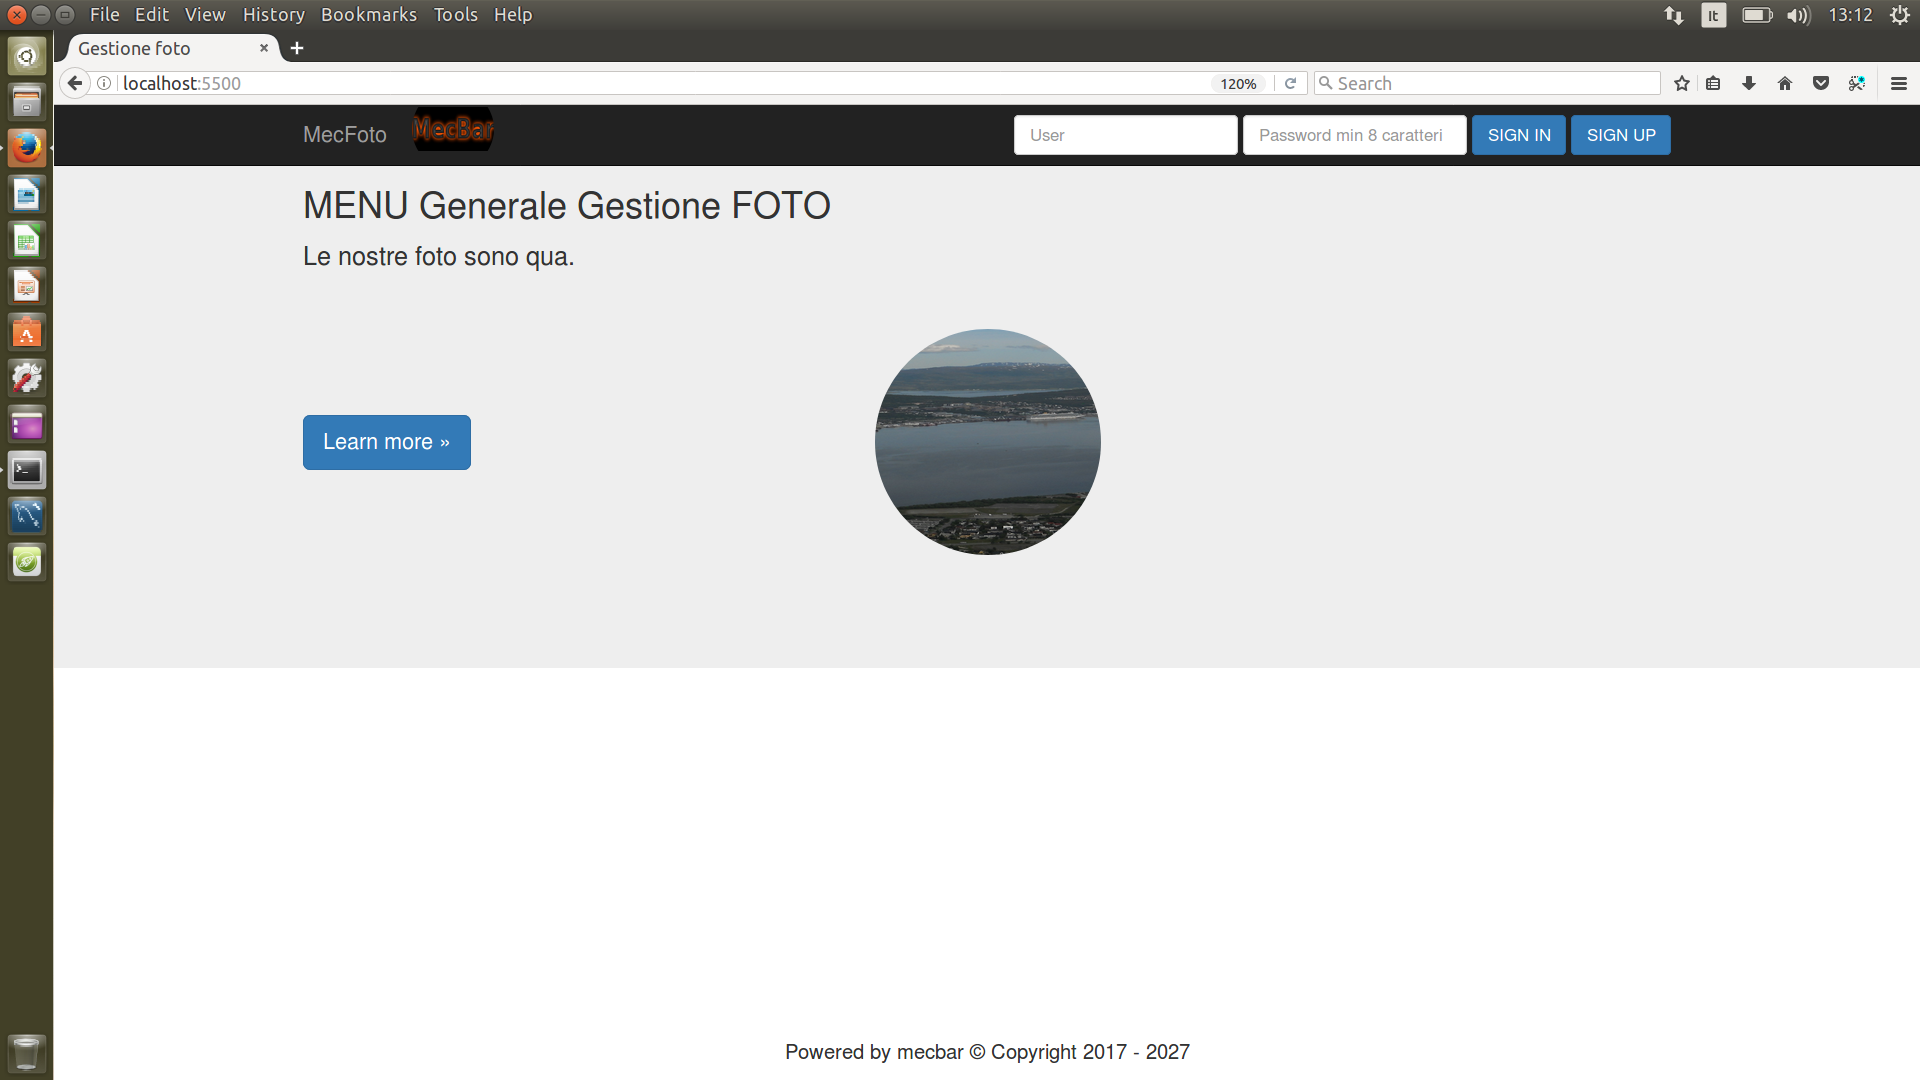 File Edit View History Bookmarks Tools Help
It 13:12
Gestione foto
localhost:5500
120%
Search
MecFoto
MecBar
User
Password min 8 caratteri
SIGN IN
SIGN UP
MENU Generale Gestione FOTO
Le nostre foto sono qua.
Learn more »
Powered by mecbar © Copyright 2017 - 2027